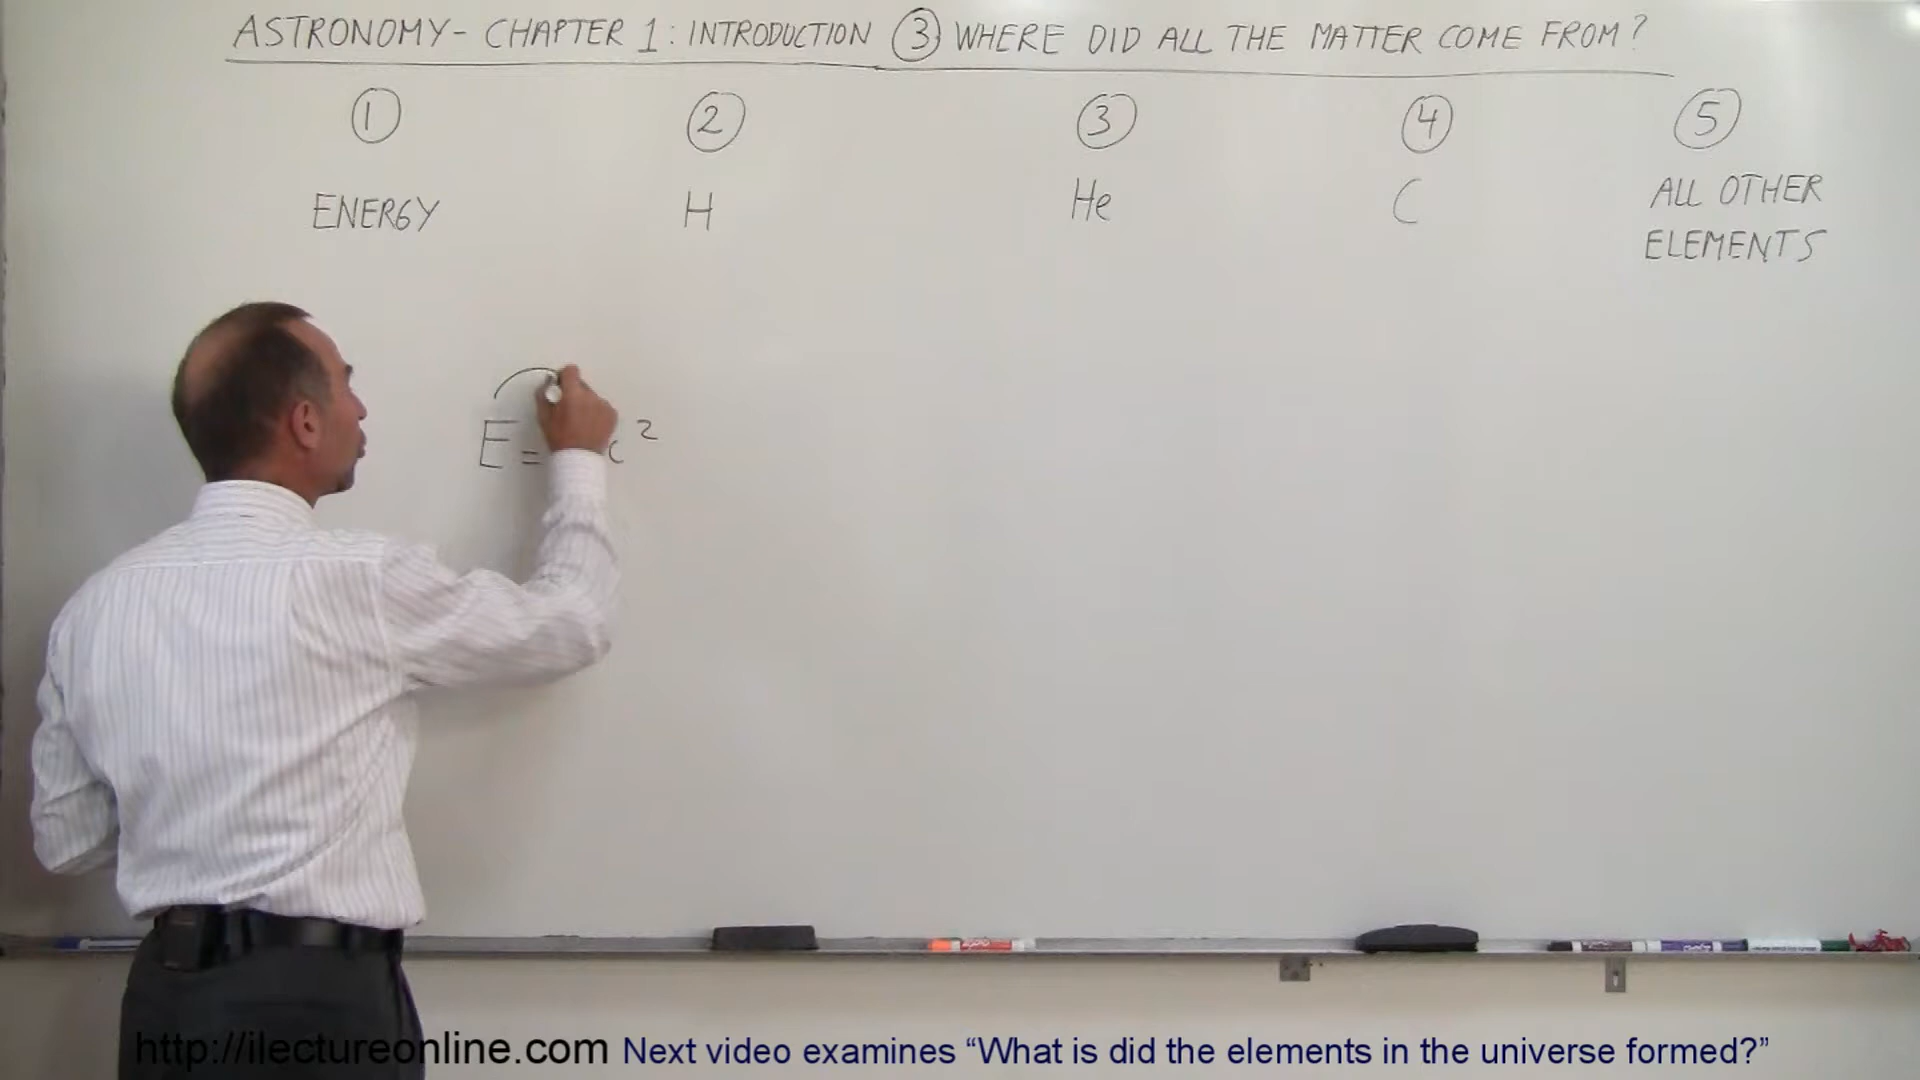 ASTRONOMY- CHAPTER 1: INTRODUCTION ③ WHERE DID ALL THE MATTER COME FROM?
① ② ③ ④ ⑤
ENERGY H He C ALL OTHER
ELEMENTS
E = c²
http://ilectureonline.com Next video examines “What is did the elements in the universe formed?”